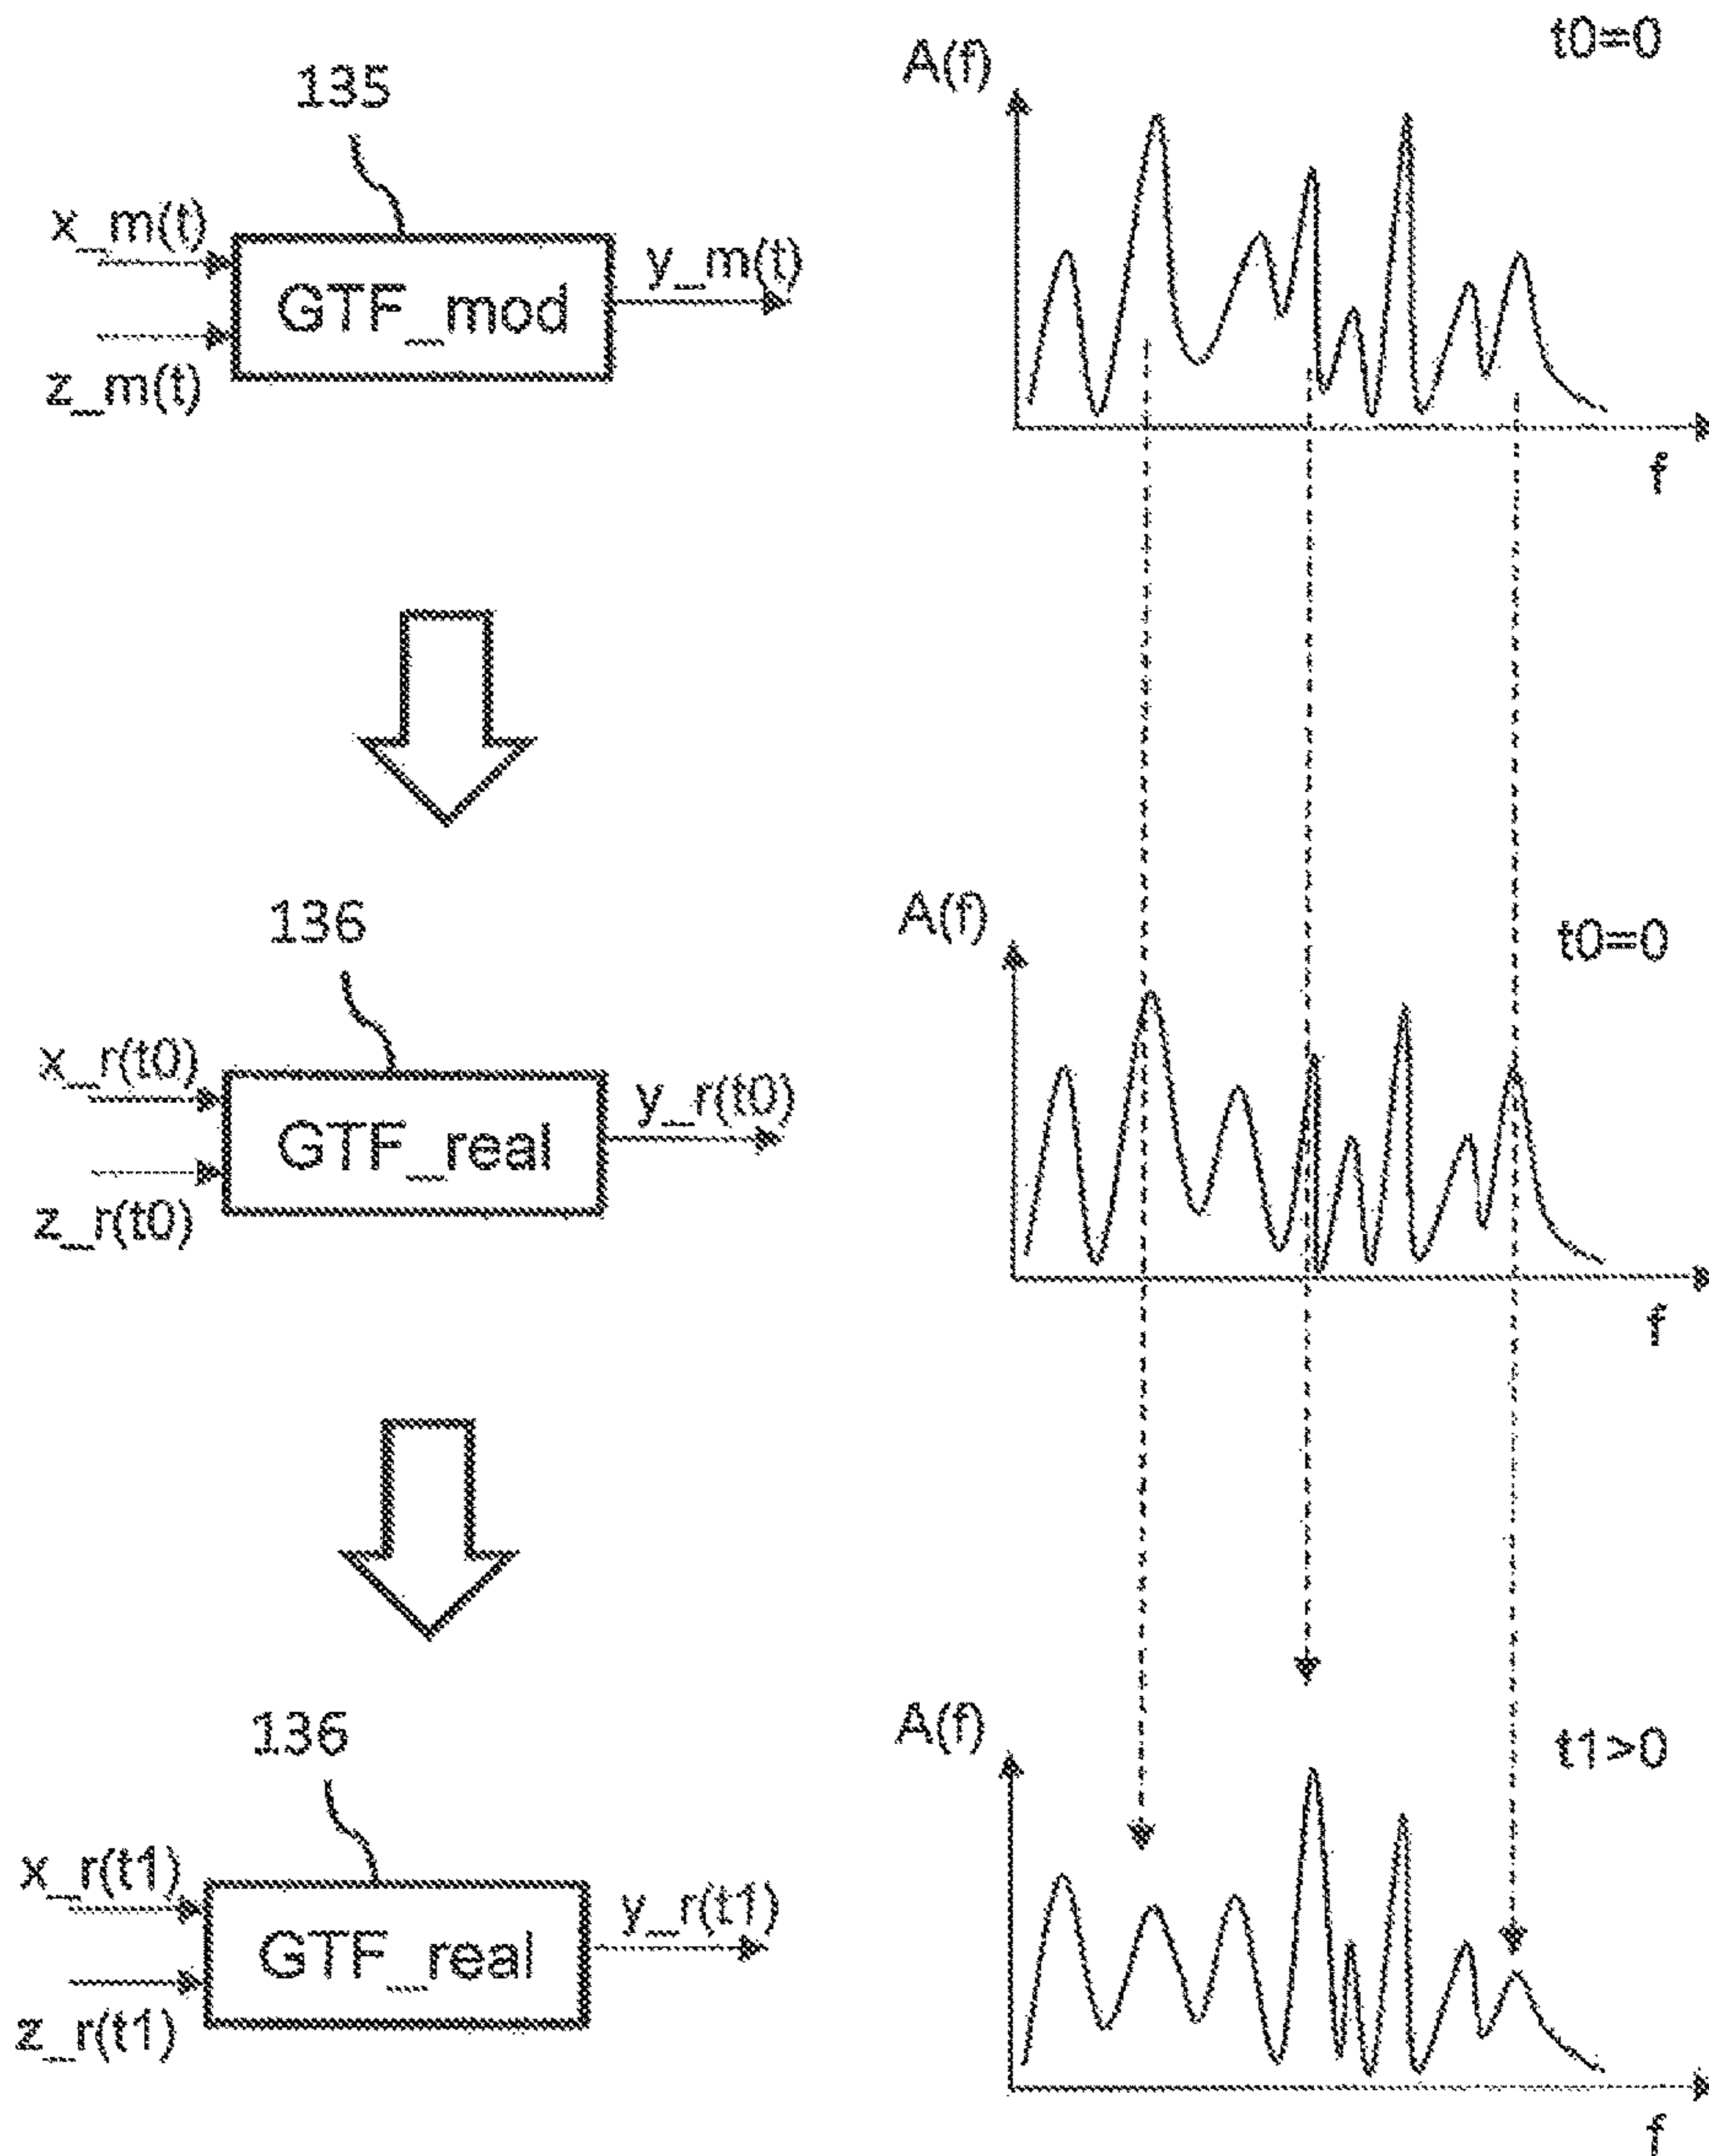 t0=0
A(f)
135
x_m(t)
y_m(t)
GTF_mod
z_m(t)
f
136
A(f)
t0=0
x_r(t0)
y_r(t0)
GTF_real
z_r(t0)
f
136
A(f)
t1>0
x_r(t1)
y_r(t1)
GTF_real
z_r(t1)
f